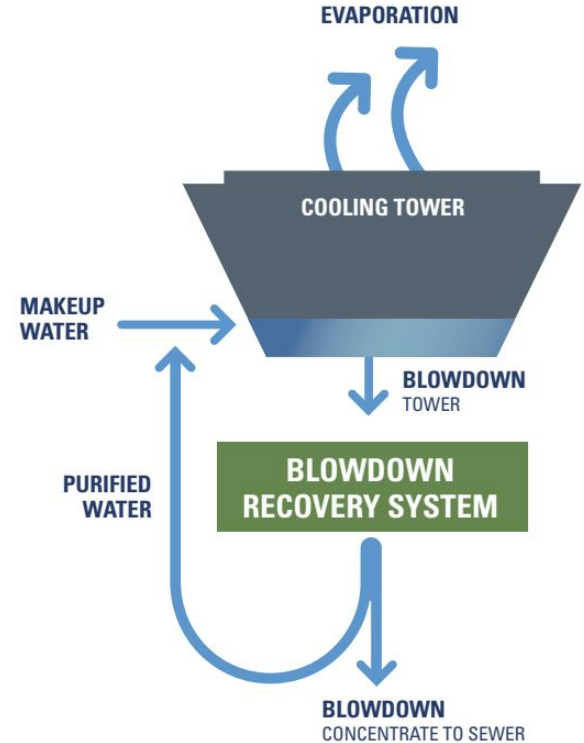 EVAPORATION
COOLING TOWER
MAKEUP
WATER
BLOWDOWN
TOWER
BLOWDOWN
RECOVERY SYSTEM
PURIFIED
WATER
BLOWDOWN
CONCENTRATE TO SEWER